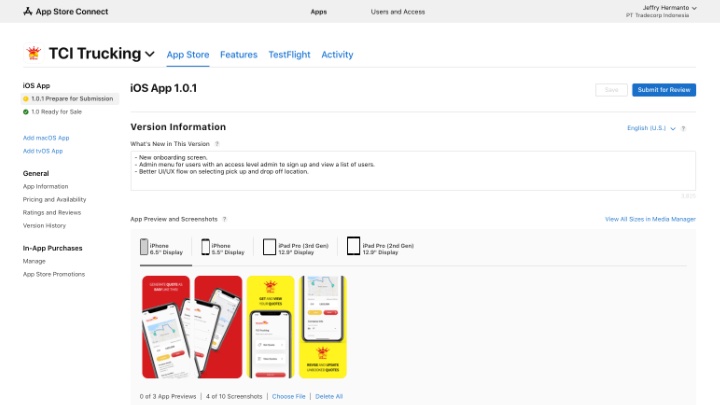 App Store Connect
Apps
Users and Access
Jeffry Hermanto
PT Tradecorp Indonesia
TCI Trucking
App Store
Features
TestFlight
Activity
iOS App
1.0.1 Prepare for Submission
1.0 Ready for Sale
Add macOS App
Add tvOS App
General
App Information
Pricing and Availability
Ratings and Reviews
Version History
In-App Purchases
Manage
App Store Promotions
iOS App 1.0.1
Save
Submit for Review
Version Information
English (U.S.)
?
What's New in This Version ?
- New onboarding screen.
- Admin menu for users with an access level admin to sign up and view a list of users.
- Better UI/UX flow on selecting pick up and drop off location.
App Preview and Screenshots ?
View All Sizes in Media Manager
iPhone
6.5" Display
iPhone
5.5" Display
iPad Pro (3rd Gen)
12.9" Display
iPad Pro (2nd Gen)
12.9" Display
GET AND VIEW
YOUR QUOTES
0 of 3 App Previews | 4 of 10 Screenshots | Choose File | Delete All